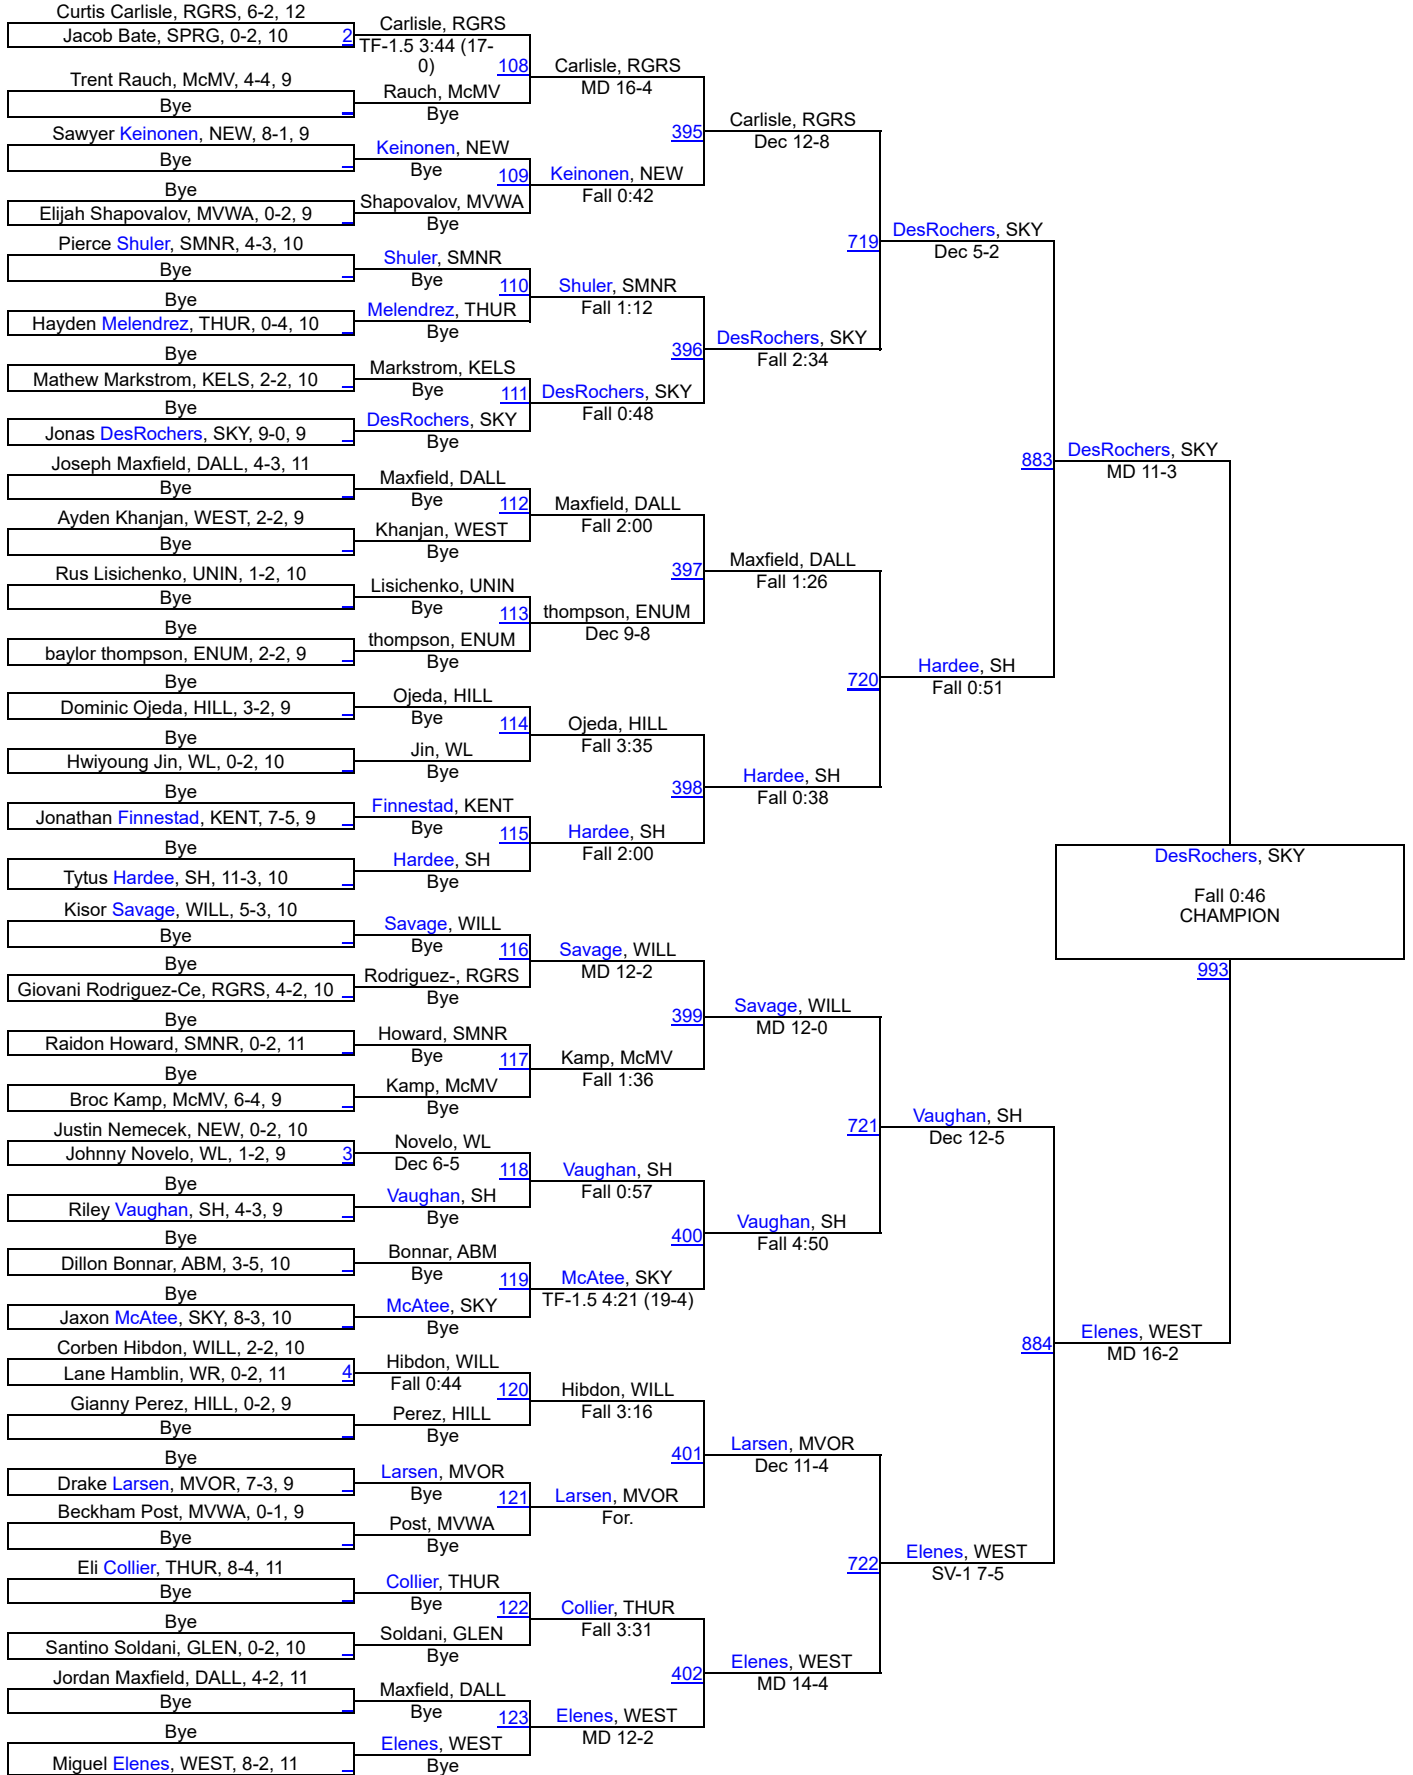 Curtis Carlisle, RGRS, 6-2, 12
Jacob Bate, SPRG, 0-2, 10 2
Trent Rauch, McMV, 4-4, 9
Bye
Sawyer Keinonen, NEW, 8-1, 9
Bye
Bye
Elijah Shapovalov, MVWA, 0-2, 9
Pierce Shuler, SMNR, 4-3, 10
Bye
Bye
Hayden Melendrez, THUR, 0-4, 10
Bye
Mathew Markstrom, KELS, 2-2, 10
Bye
Jonas DesRochers, SKY, 9-0, 9
Joseph Maxfield, DALL, 4-3, 11
Bye
Ayden Khanjan, WEST, 2-2, 9
Bye
Rus Lisichenko, UNIN, 1-2, 10
Bye
Bye
baylor thompson, ENUM, 2-2, 9
Bye
Dominic Ojeda, HILL, 3-2, 9
Bye
Hwiyoung Jin, WL, 0-2, 10
Bye
Jonathan Finnestad, KENT, 7-5, 9
Bye
Tytus Hardee, SH, 11-3, 10
Kisor Savage, WILL, 5-3, 10
Bye
Bye
Giovani Rodriguez-Ce, RGRS, 4-2, 10
Bye
Raidon Howard, SMNR, 0-2, 11
Bye
Broc Kamp, McMV, 6-4, 9
Justin Nemecek, NEW, 0-2, 10
Johnny Novelo, WL, 1-2, 9 3
Bye
Riley Vaughan, SH, 4-3, 9
Bye
Dillon Bonnar, ABM, 3-5, 10
Bye
Jaxon McAtee, SKY, 8-3, 10
Corben Hibdon, WILL, 2-2, 10
Lane Hamblin, WR, 0-2, 11 4
Gianny Perez, HILL, 0-2, 9
Bye
Bye
Drake Larsen, MVOR, 7-3, 9
Beckham Post, MVWA, 0-1, 9
Bye
Eli Collier, THUR, 8-4, 11
Bye
Bye
Santino Soldani, GLEN, 0-2, 10
Jordan Maxfield, DALL, 4-2, 11
Bye
Bye
Miguel Elenes, WEST, 8-2, 11
Carlisle, RGRS
TF-1.5 3:44 (17-
0) 108
Rauch, McMV
Bye
Keinonen, NEW
Bye 109
Shapovalov, MVWA
Bye
Shuler, SMNR
Bye 110
Melendrez, THUR
Bye
Markstrom, KELS
Bye 111
DesRochers, SKY
Bye
Maxfield, DALL
Bye 112
Khanjan, WEST
Bye
Lisichenko, UNIN
Bye 113
thompson, ENUM
Bye
Ojeda, HILL
Bye 114
Jin, WL
Bye
Finnestad, KENT
Bye 115
Hardee, SH
Bye
Savage, WILL
Bye 116
Rodriguez-, RGRS
Bye
Howard, SMNR
Bye 117
Kamp, McMV
Bye
Novelo, WL
Dec 6-5 118
Vaughan, SH
Bye
Bonnar, ABM
Bye 119
McAtee, SKY
Bye
Hibdon, WILL
Fall 0:44 120
Perez, HILL
Bye
Larsen, MVOR
Bye 121
Post, MVWA
Bye
Collier, THUR
Bye 122
Soldani, GLEN
Bye
Maxfield, DALL
Bye 123
Elenes, WEST
Bye
Carlisle, RGRS
MD 16-4
395
Keinonen, NEW
Fall 0:42
Shuler, SMNR
Fall 1:12
396
DesRochers, SKY
Fall 0:48
Maxfield, DALL
Fall 2:00
397
thompson, ENUM
Dec 9-8
Ojeda, HILL
Fall 3:35
398
Hardee, SH
Fall 2:00
Savage, WILL
MD 12-2
399
Kamp, McMV
Fall 1:36
Vaughan, SH
Fall 0:57
400
McAtee, SKY
TF-1.5 4:21 (19-4)
Hibdon, WILL
Fall 3:16
401
Larsen, MVOR
For.
Collier, THUR
Fall 3:31
402
Elenes, WEST
MD 12-2
Carlisle, RGRS
Dec 12-8
719
DesRochers, SKY
Fall 2:34
Maxfield, DALL
Fall 1:26
720
Hardee, SH
Fall 0:38
Savage, WILL
MD 12-0
721
Vaughan, SH
Fall 4:50
Larsen, MVOR
Dec 11-4
722
Elenes, WEST
MD 14-4
DesRochers, SKY
Dec 5-2
883
Hardee, SH
Fall 0:51
Vaughan, SH
Dec 12-5
884
Elenes, WEST
SV-1 7-5
DesRochers, SKY
MD 11-3
Elenes, WEST
MD 16-2
DesRochers, SKY
Fall 0:46
CHAMPION
993